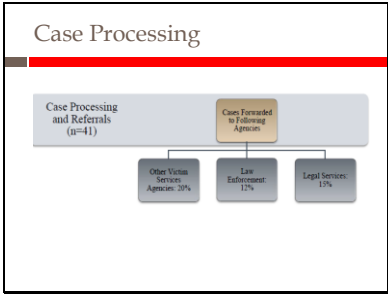 Case Processing
Case Processing
and Referrals
(n=41)
Cases Forwarded
to Following
Agencies
Other Victim
Services
Agencies: 20%
Law
Enforcement:
12%
Legal Services:
15%